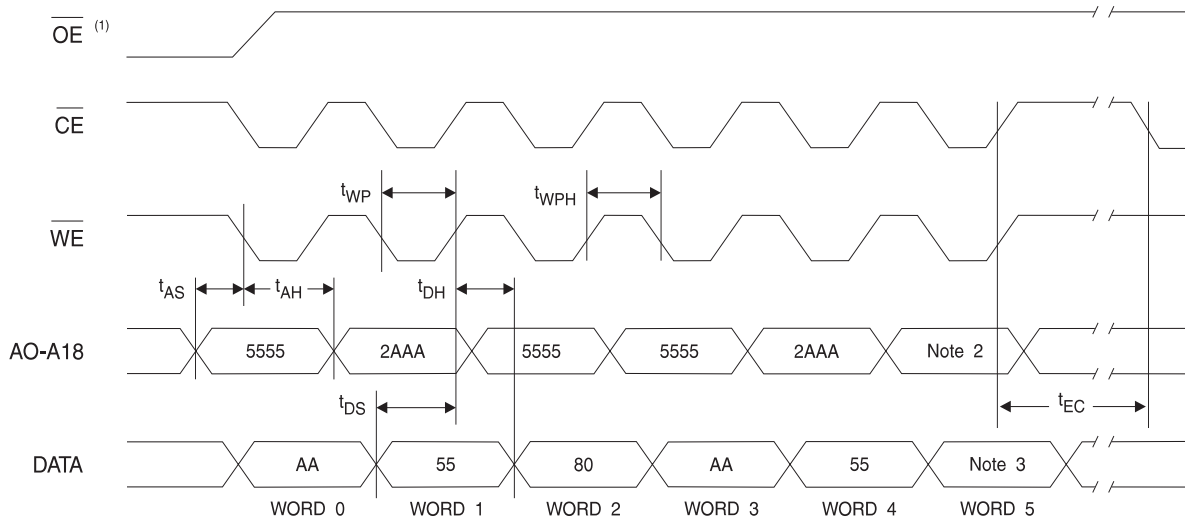 OE (1)
CE
tWP
tWPH
WE
tAS
tAH
tDH
AO-A18
5555
2AAA
5555
5555
2AAA
Note 2
tDS
tEC
DATA
AA
55
80
AA
55
Note 3
WORD 0
WORD 1
WORD 2
WORD 3
WORD 4
WORD 5